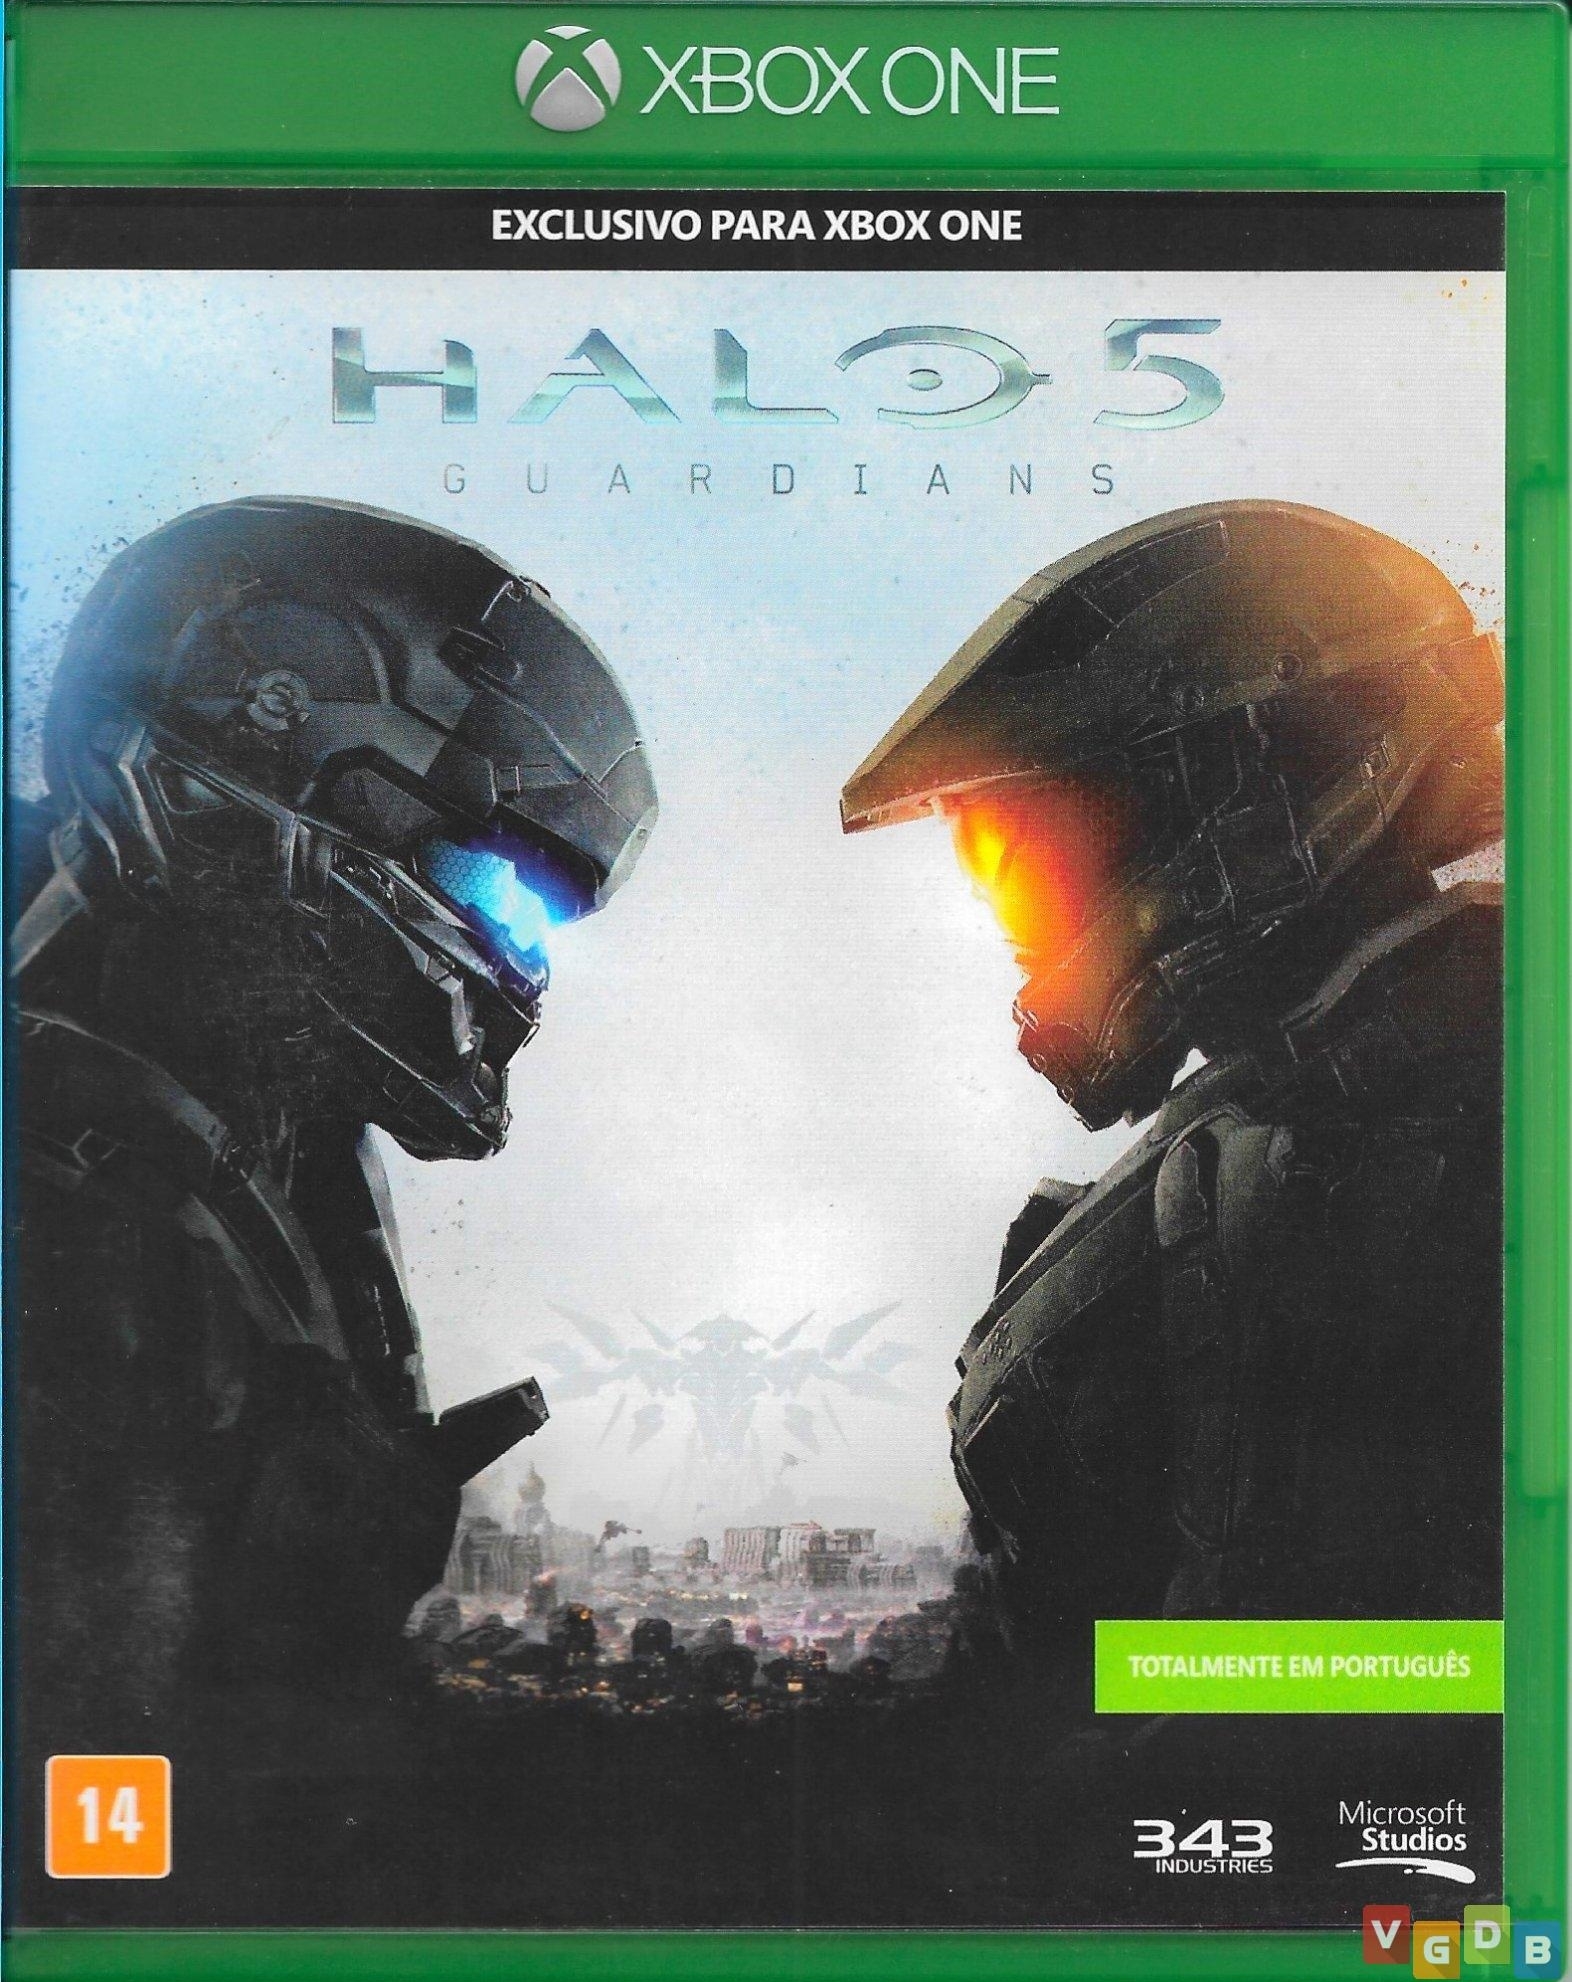 XBOX ONE
EXCLUSIVO PARA XBOX ONE
HALO 5
GUARDIANS
TOTALMENTE EM PORTUGUÊS
14
343
INDUSTRIES
Microsoft
Studios
VGDB